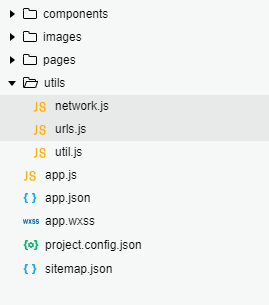 components
images
pages
utils
JS network.js
JS urls.js
JS util.js
JS app.js
{ } app.json
wxss app.wxss
{o} project.config.json
{ } sitemap.json